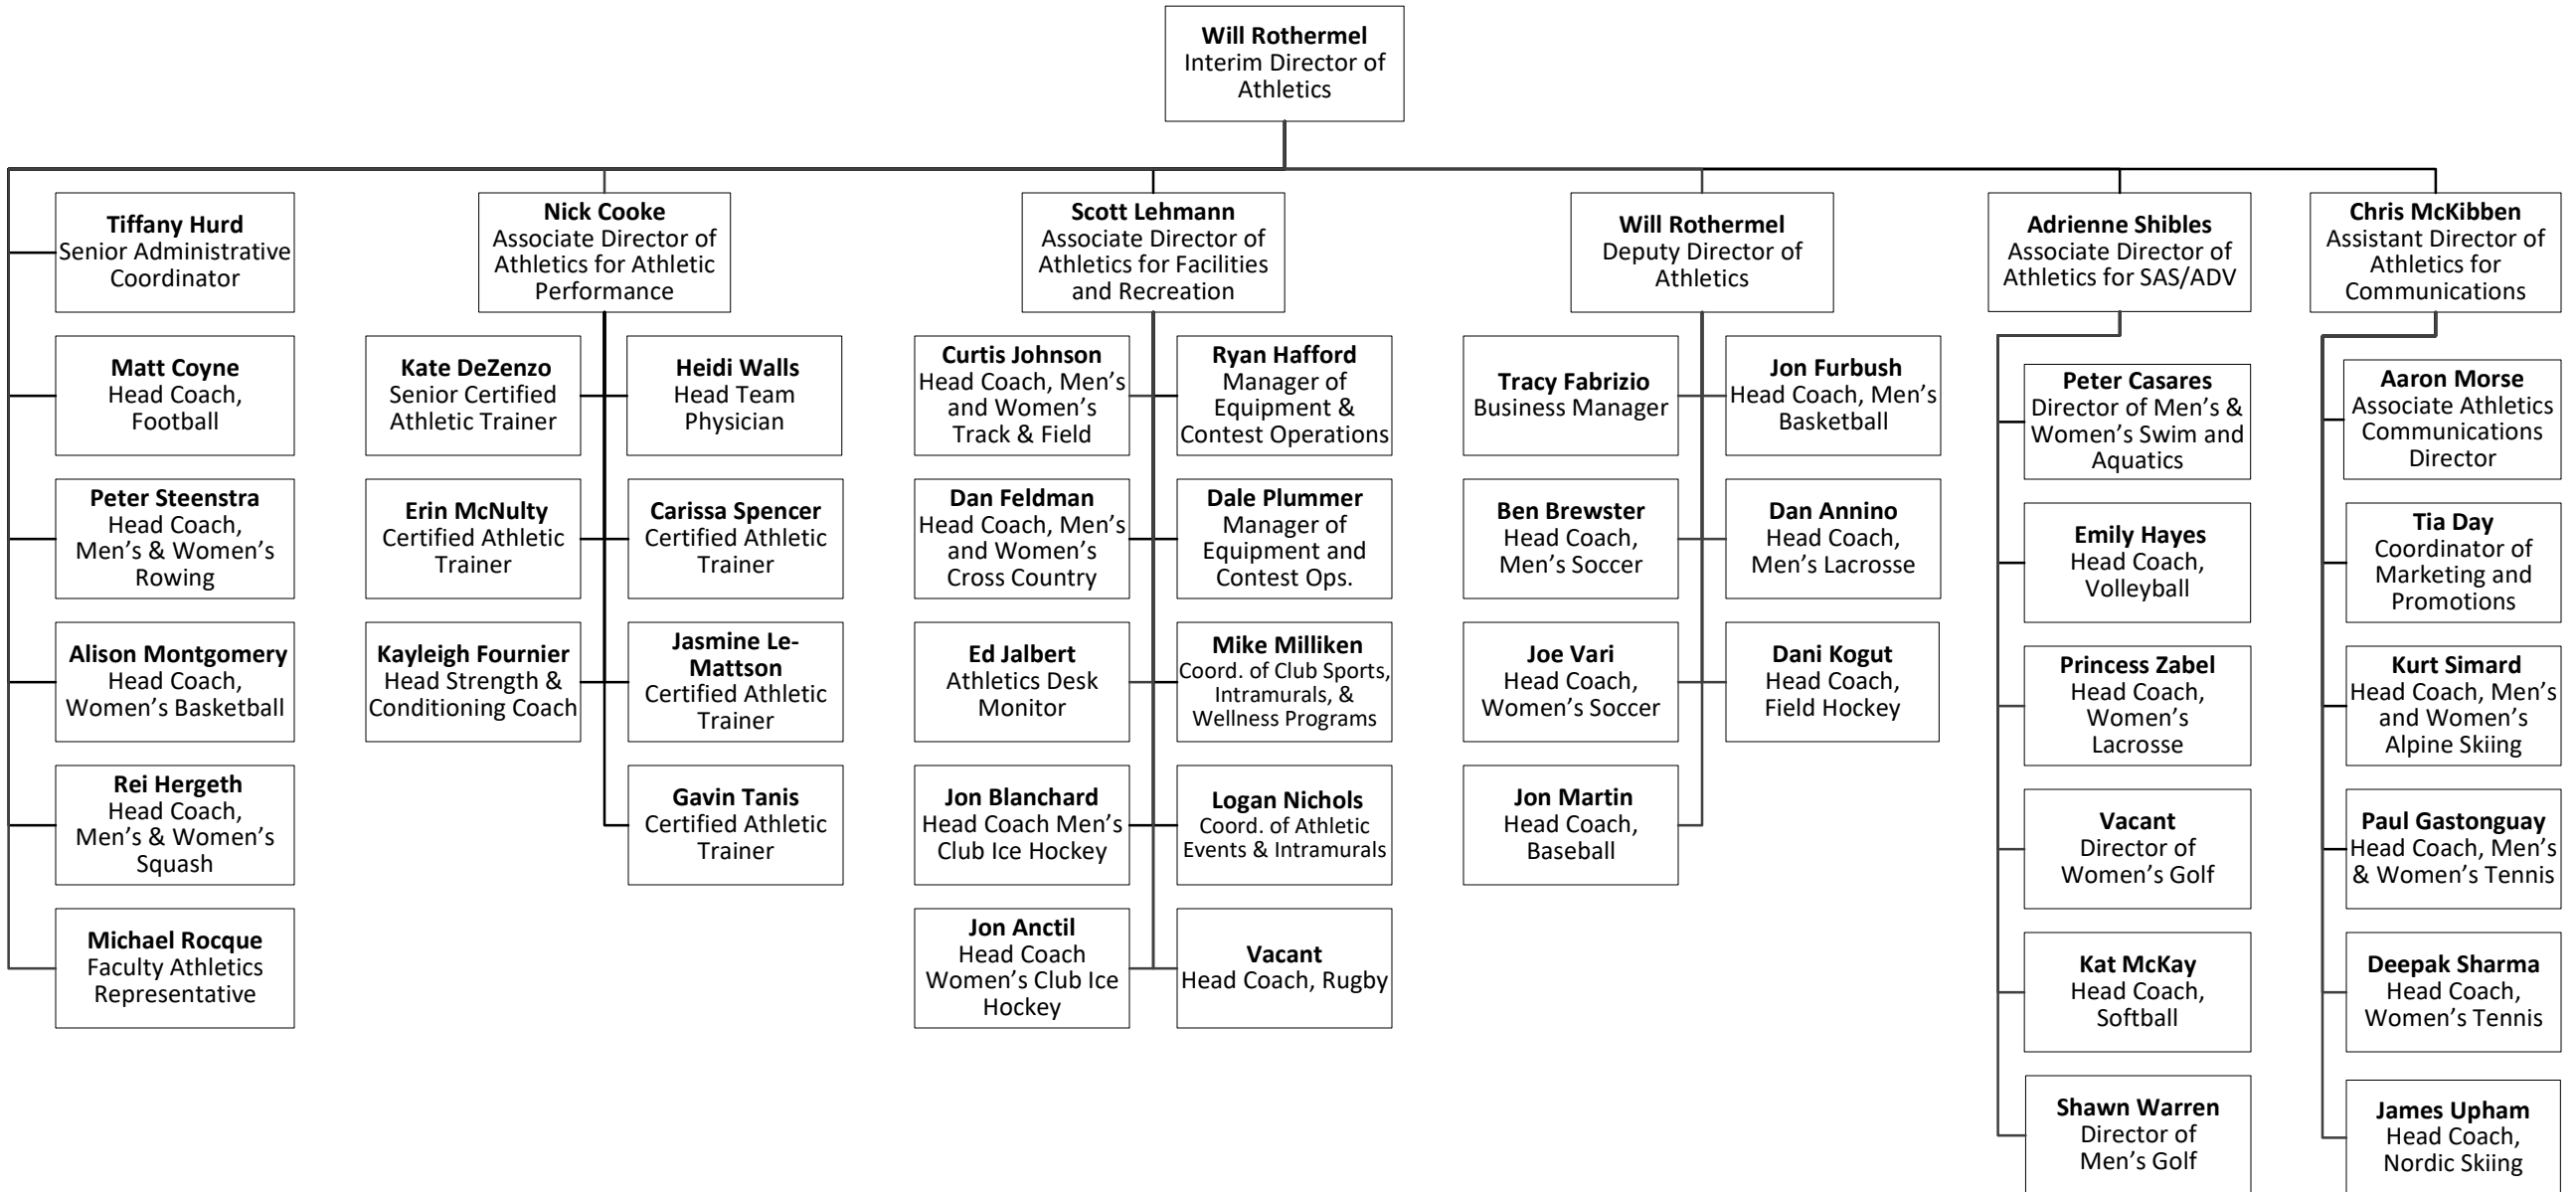 Will Rothermel
Interim Director of
Athletics
Tiffany Hurd
Senior Administrative
Coordinator
Matt Coyne
Head Coach,
Football
Peter Steenstra
Head Coach,
Men’s & Women’s
Rowing
Alison Montgomery
Head Coach,
Women’s Basketball
Rei Hergeth
Head Coach,
Men’s & Women’s
Squash
Michael Rocque
Faculty Athletics
Representative
Nick Cooke
Associate Director of
Athletics for Athletic
Performance
Kate DeZenzo
Senior Certified
Athletic Trainer
Heidi Walls
Head Team
Physician
Erin McNulty
Certified Athletic
Trainer
Carissa Spencer
Certified Athletic
Trainer
Kayleigh Fournier
Head Strength &
Conditioning Coach
Jasmine Le-
Mattson
Certified Athletic
Trainer
Gavin Tanis
Certified Athletic
Trainer
Scott Lehmann
Associate Director of
Athletics for Facilities
and Recreation
Curtis Johnson
Head Coach, Men’s
and Women’s
Track & Field
Ryan Hafford
Manager of
Equipment &
Contest Operations
Dan Feldman
Head Coach, Men’s
and Women’s
Cross Country
Dale Plummer
Manager of
Equipment and
Contest Ops.
Ed Jalbert
Athletics Desk
Monitor
Mike Milliken
Coord. of Club Sports,
Intramurals, &
Wellness Programs
Jon Blanchard
Head Coach Men’s
Club Ice Hockey
Logan Nichols
Coord. of Athletic
Events & Intramurals
Jon Anctil
Head Coach
Women’s Club Ice
Hockey
Vacant
Head Coach, Rugby
Will Rothermel
Deputy Director of
Athletics
Tracy Fabrizio
Business Manager
Jon Furbush
Head Coach, Men’s
Basketball
Ben Brewster
Head Coach,
Men’s Soccer
Dan Annino
Head Coach,
Men’s Lacrosse
Joe Vari
Head Coach,
Women’s Soccer
Dani Kogut
Head Coach,
Field Hockey
Jon Martin
Head Coach,
Baseball
Adrienne Shibles
Associate Director of
Athletics for SAS/ADV
Peter Casares
Director of Men’s &
Women’s Swim and
Aquatics
Emily Hayes
Head Coach,
Volleyball
Princess Zabel
Head Coach,
Women’s
Lacrosse
Vacant
Director of
Women’s Golf
Kat McKay
Head Coach,
Softball
Shawn Warren
Director of
Men’s Golf
Chris McKibben
Assistant Director of
Athletics for
Communications
Aaron Morse
Associate Athletics
Communications
Director
Tia Day
Coordinator of
Marketing and
Promotions
Kurt Simard
Head Coach, Men’s
and Women’s
Alpine Skiing
Paul Gastonguay
Head Coach, Men’s
& Women’s Tennis
Deepak Sharma
Head Coach,
Women’s Tennis
James Upham
Head Coach,
Nordic Skiing